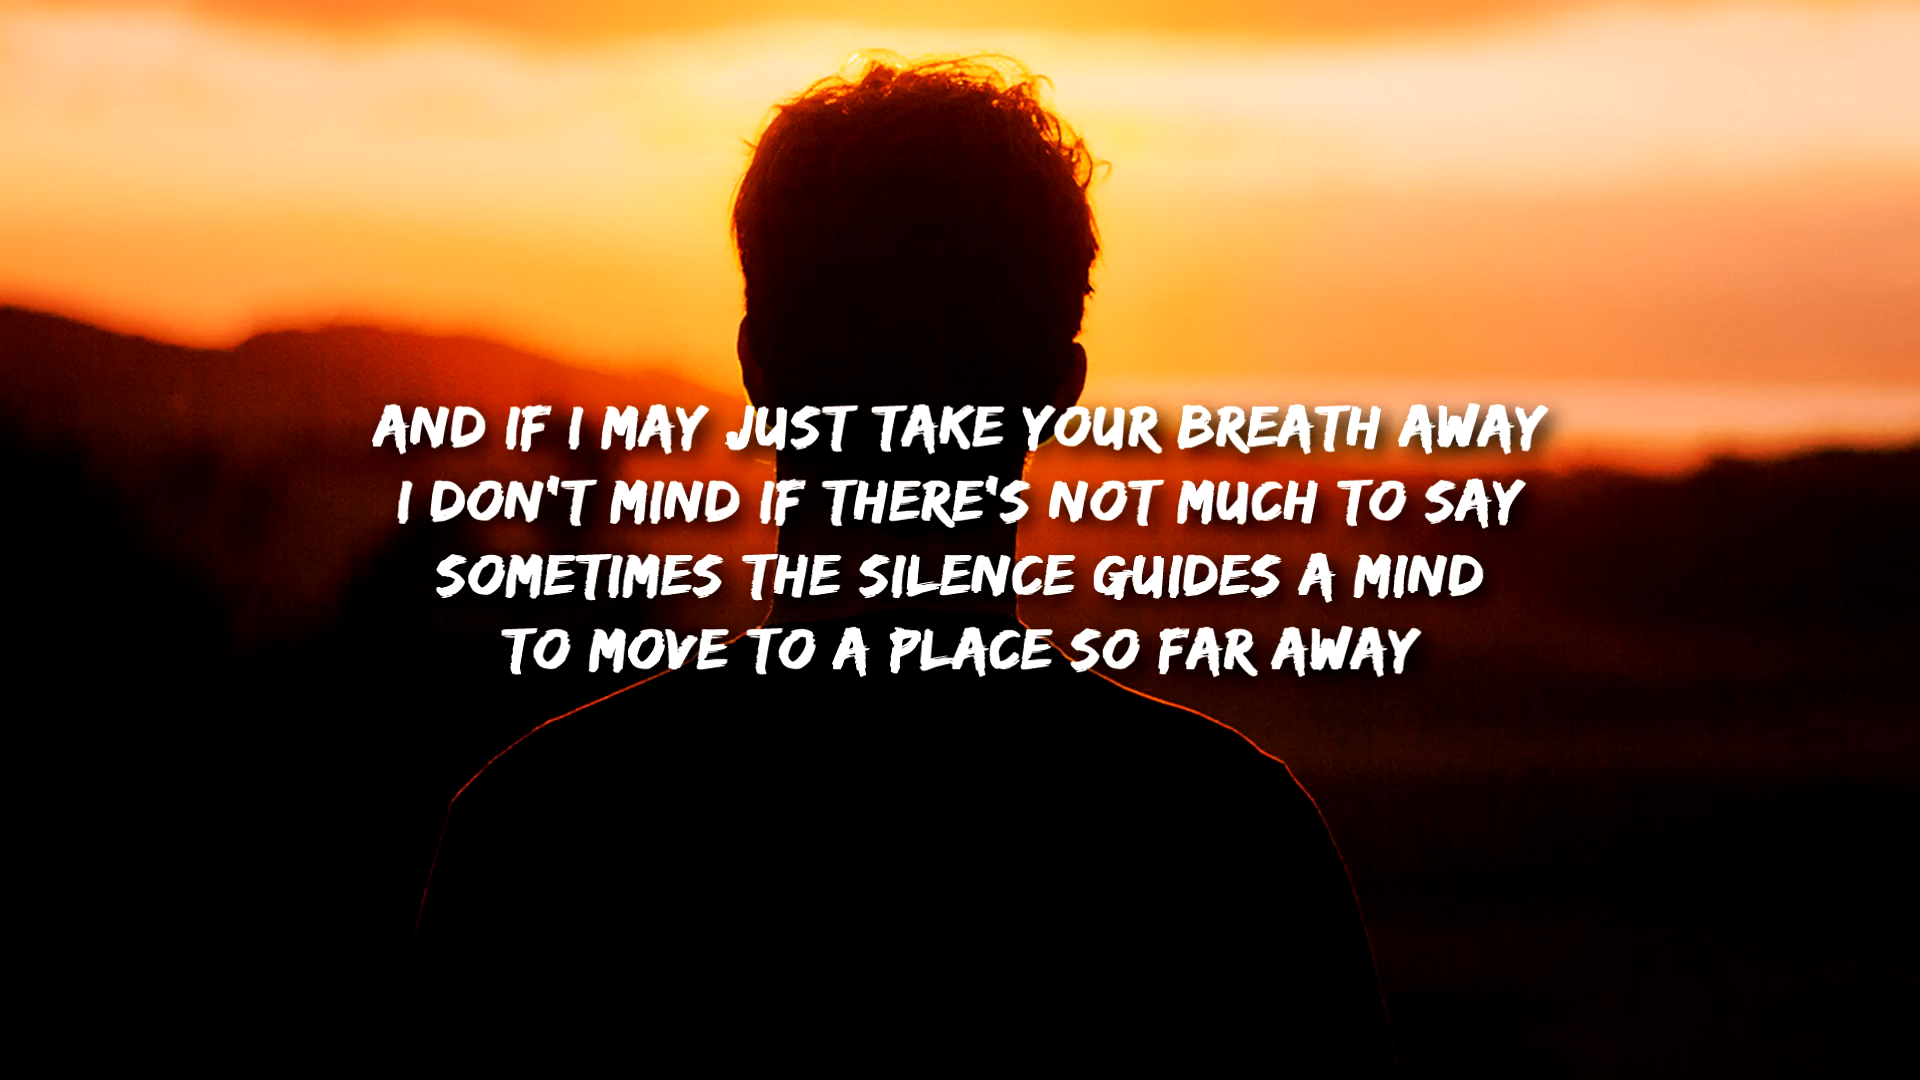 AND IF I MAY JUST TAKE YOUR BREATH AWAY
I DON'T MIND IF THERE'S NOT MUCH TO SAY
SOMETIMES THE SILENCE GUIDES A MIND
TO MOVE TO A PLACE SO FAR AWAY